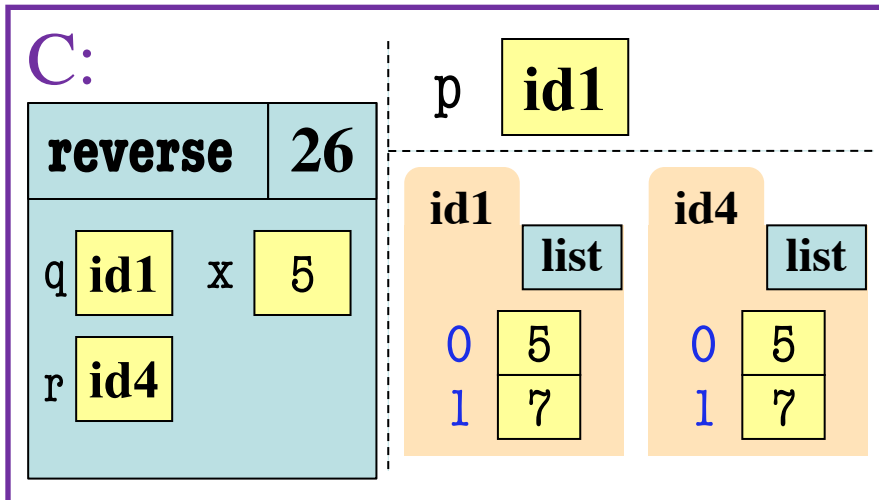 C:
p id1
reverse 26
q id1 x 5
r id4
id1
list
0 5
1 7
id4
list
0 5
1 7